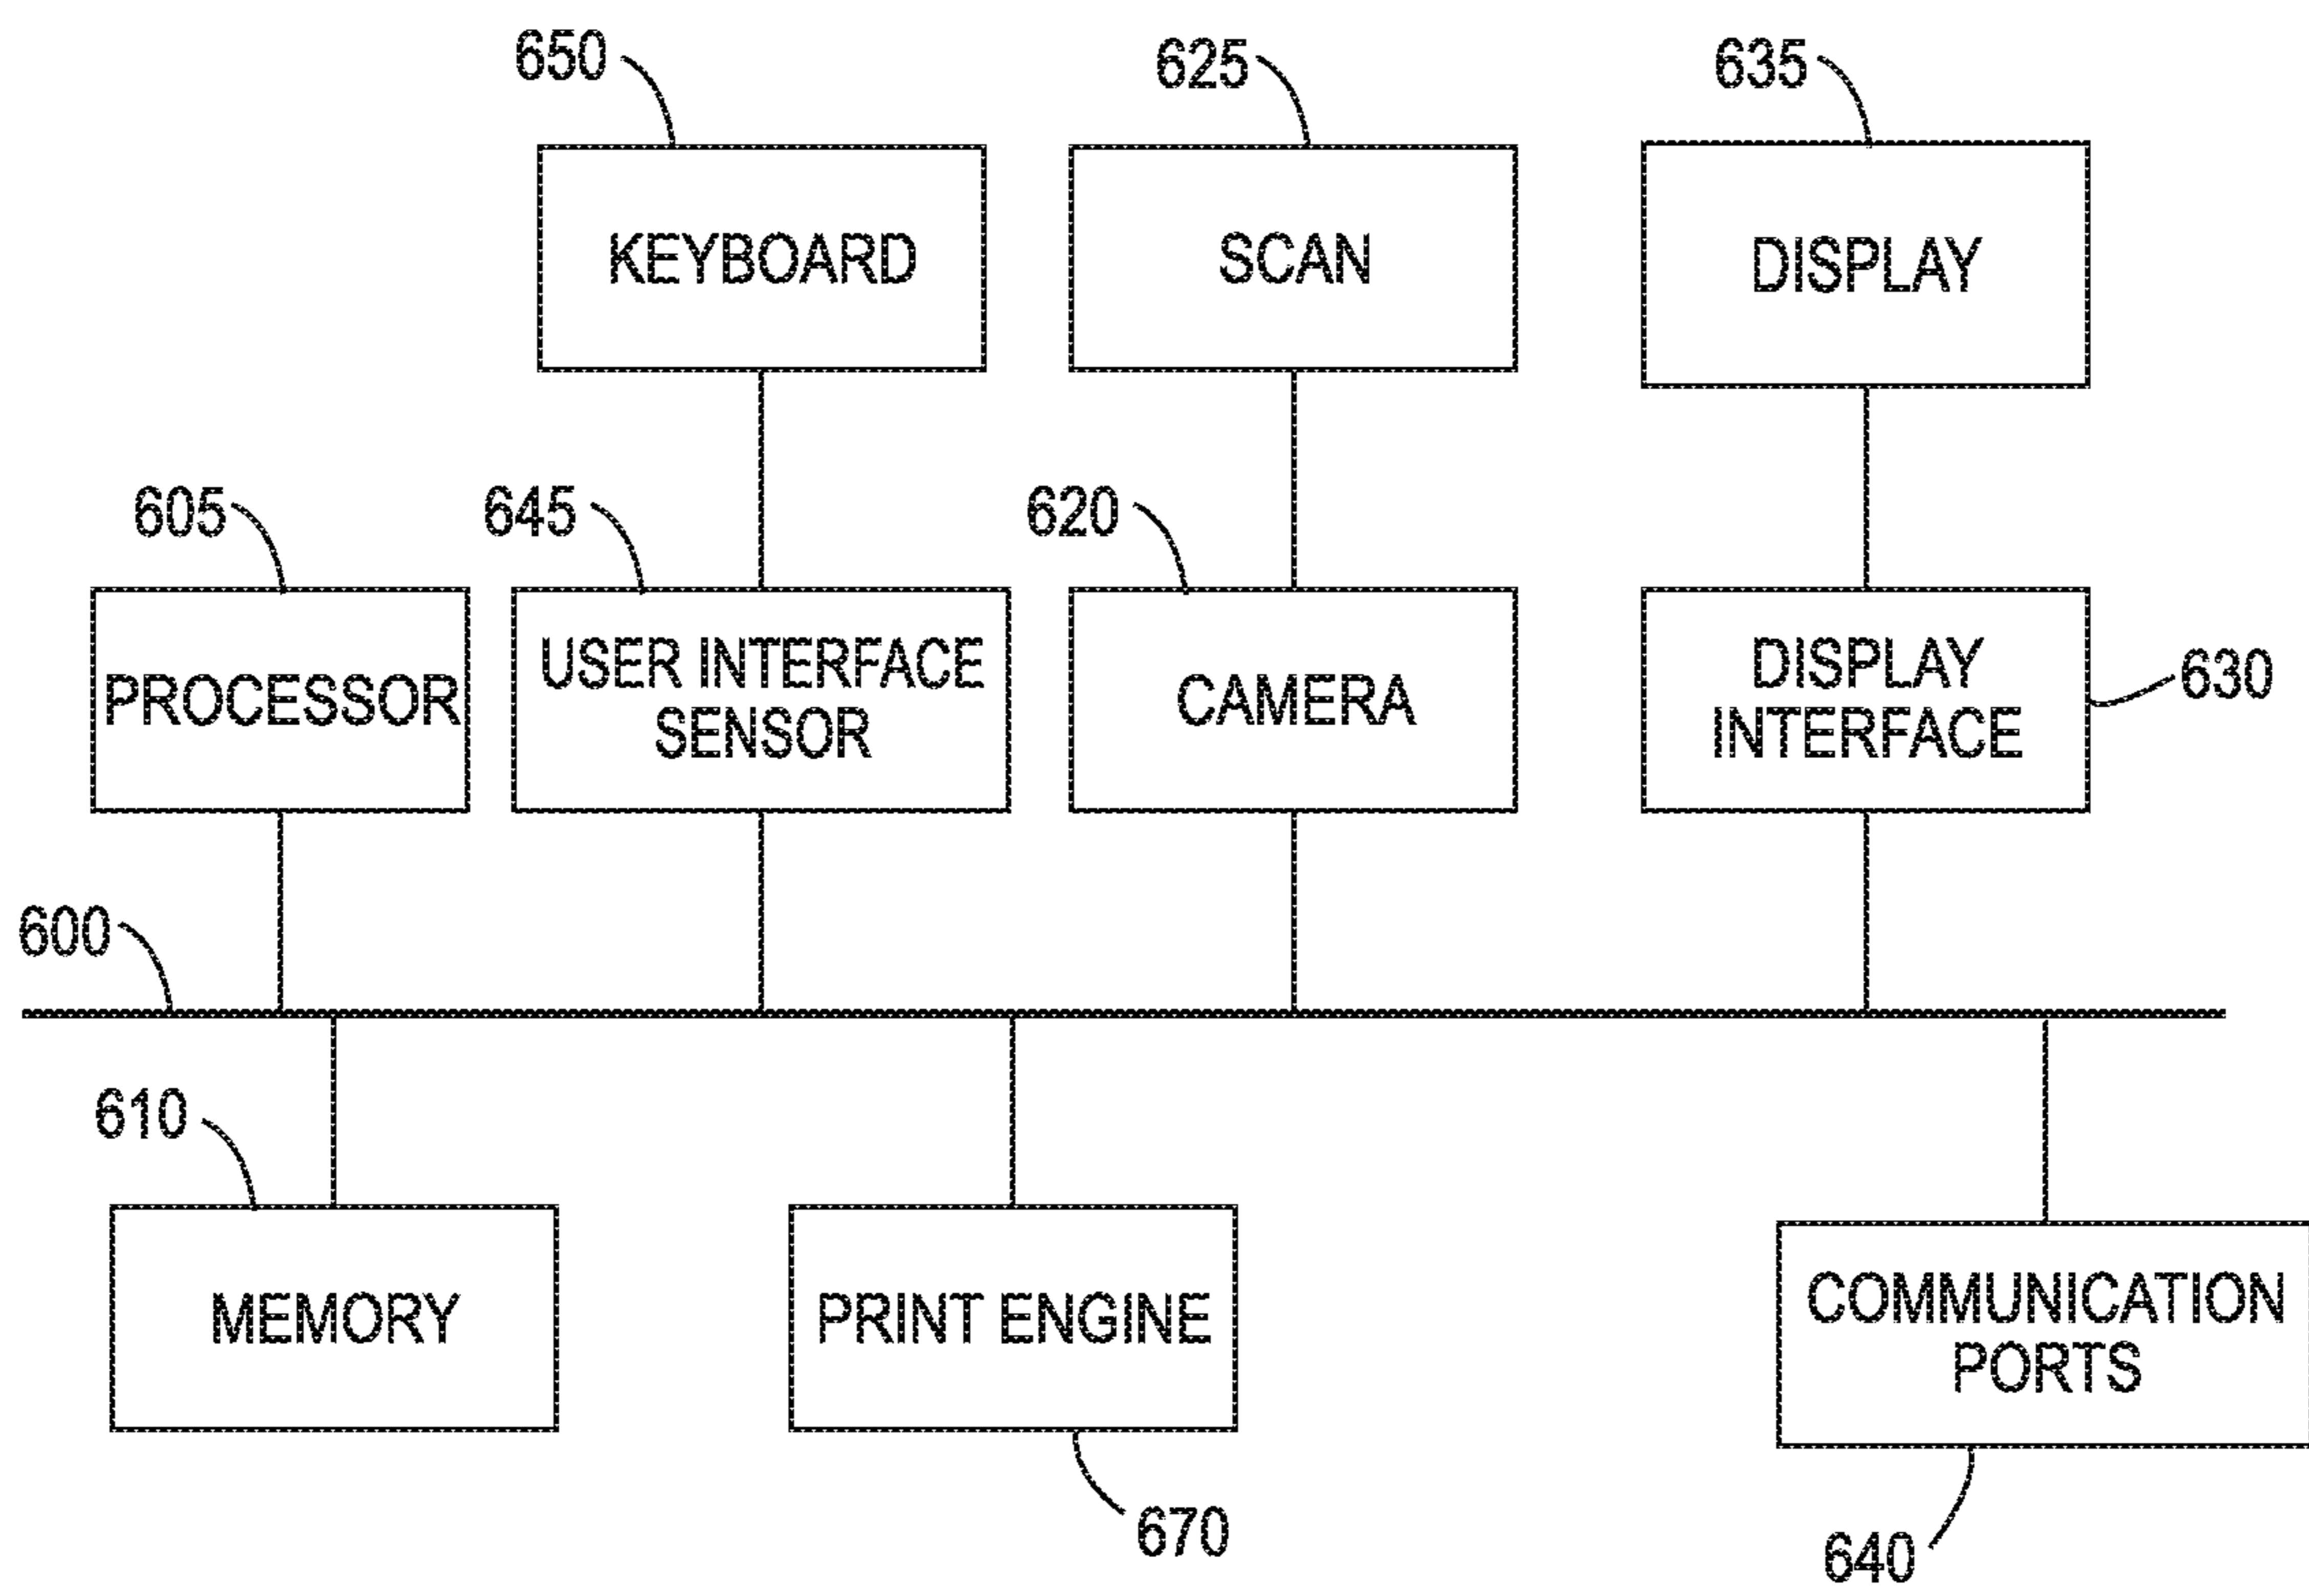 650
625
635
KEYBOARD
SCAN
DISPLAY
605
645
620
PROCESSOR
USER INTERFACE
SENSOR
CAMERA
DISPLAY
INTERFACE
630
600
610
MEMORY
PRINT ENGINE
COMMUNICATION
PORTS
670
640